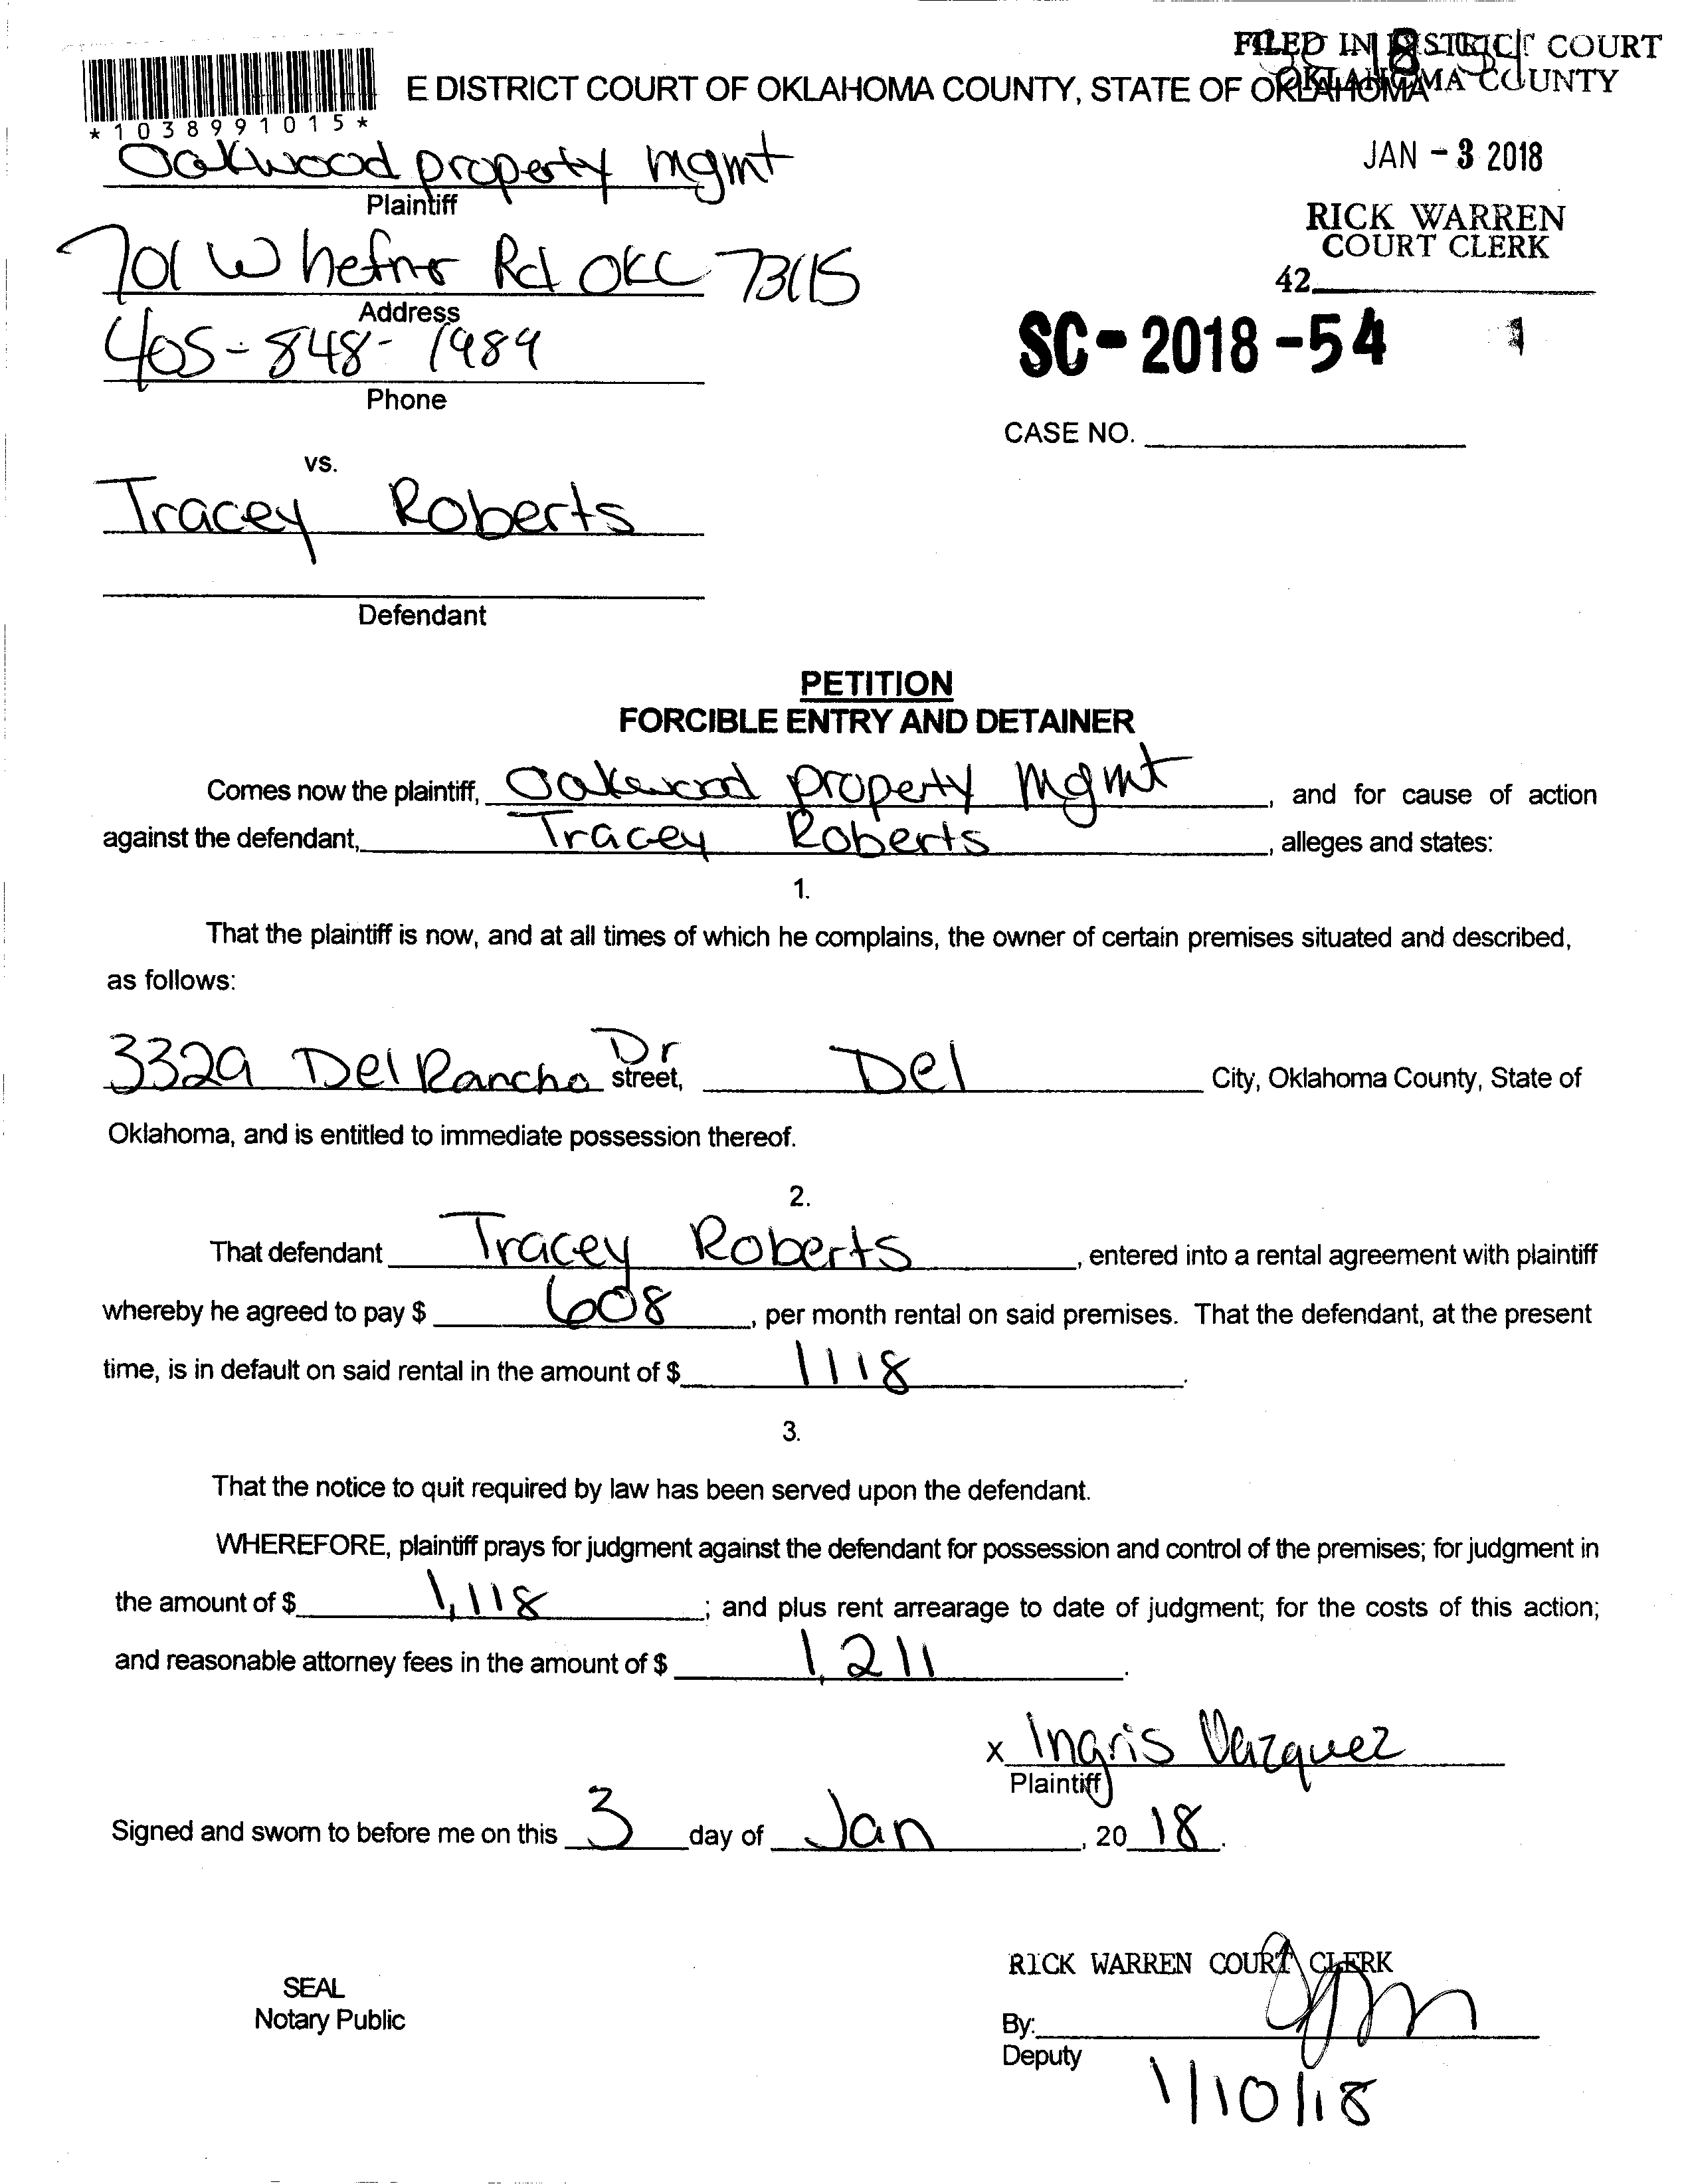 FILED IN DISTRICT COURT
OKLAHOMA COUNTY
E DISTRICT COURT OF OKLAHOMA COUNTY, STATE OF OKLAHOMA
*1038991015*
JAN - 3 2018
Oakwood property mgmt
Plaintiff
RICK WARREN
COURT CLERK
42
701 W hefner Rd OKC 73115
Address
405-848-1989
Phone
SC-2018-54
CASE NO.
vs.
Tracey Roberts
Defendant
PETITION
FORCIBLE ENTRY AND DETAINER
Comes now the plaintiff, Oakwood property Mgmt, and for cause of action
against the defendant, Tracey Roberts, alleges and states:
1.
That the plaintiff is now, and at all times of which he complains, the owner of certain premises situated and described,
as follows:
3329 Del Rancho Dr street, Del City, Oklahoma County, State of
Oklahoma, and is entitled to immediate possession thereof.
2.
That defendant Tracey Roberts, entered into a rental agreement with plaintiff
whereby he agreed to pay $ 608, per month rental on said premises. That the defendant, at the present
time, is in default on said rental in the amount of $ 1118.
3.
That the notice to quit required by law has been served upon the defendant.
WHEREFORE, plaintiff prays for judgment against the defendant for possession and control of the premises; for judgment in
the amount of $ 1,118; and plus rent arrearage to date of judgment; for the costs of this action;
and reasonable attorney fees in the amount of $ 1,211.
x Ingris Vazquez
Plaintiff
Signed and sworn to before me on this 3 day of Jan, 20 18.
RICK WARREN COURT CLERK
SEAL
Notary Public
By:
Deputy
1/10/18